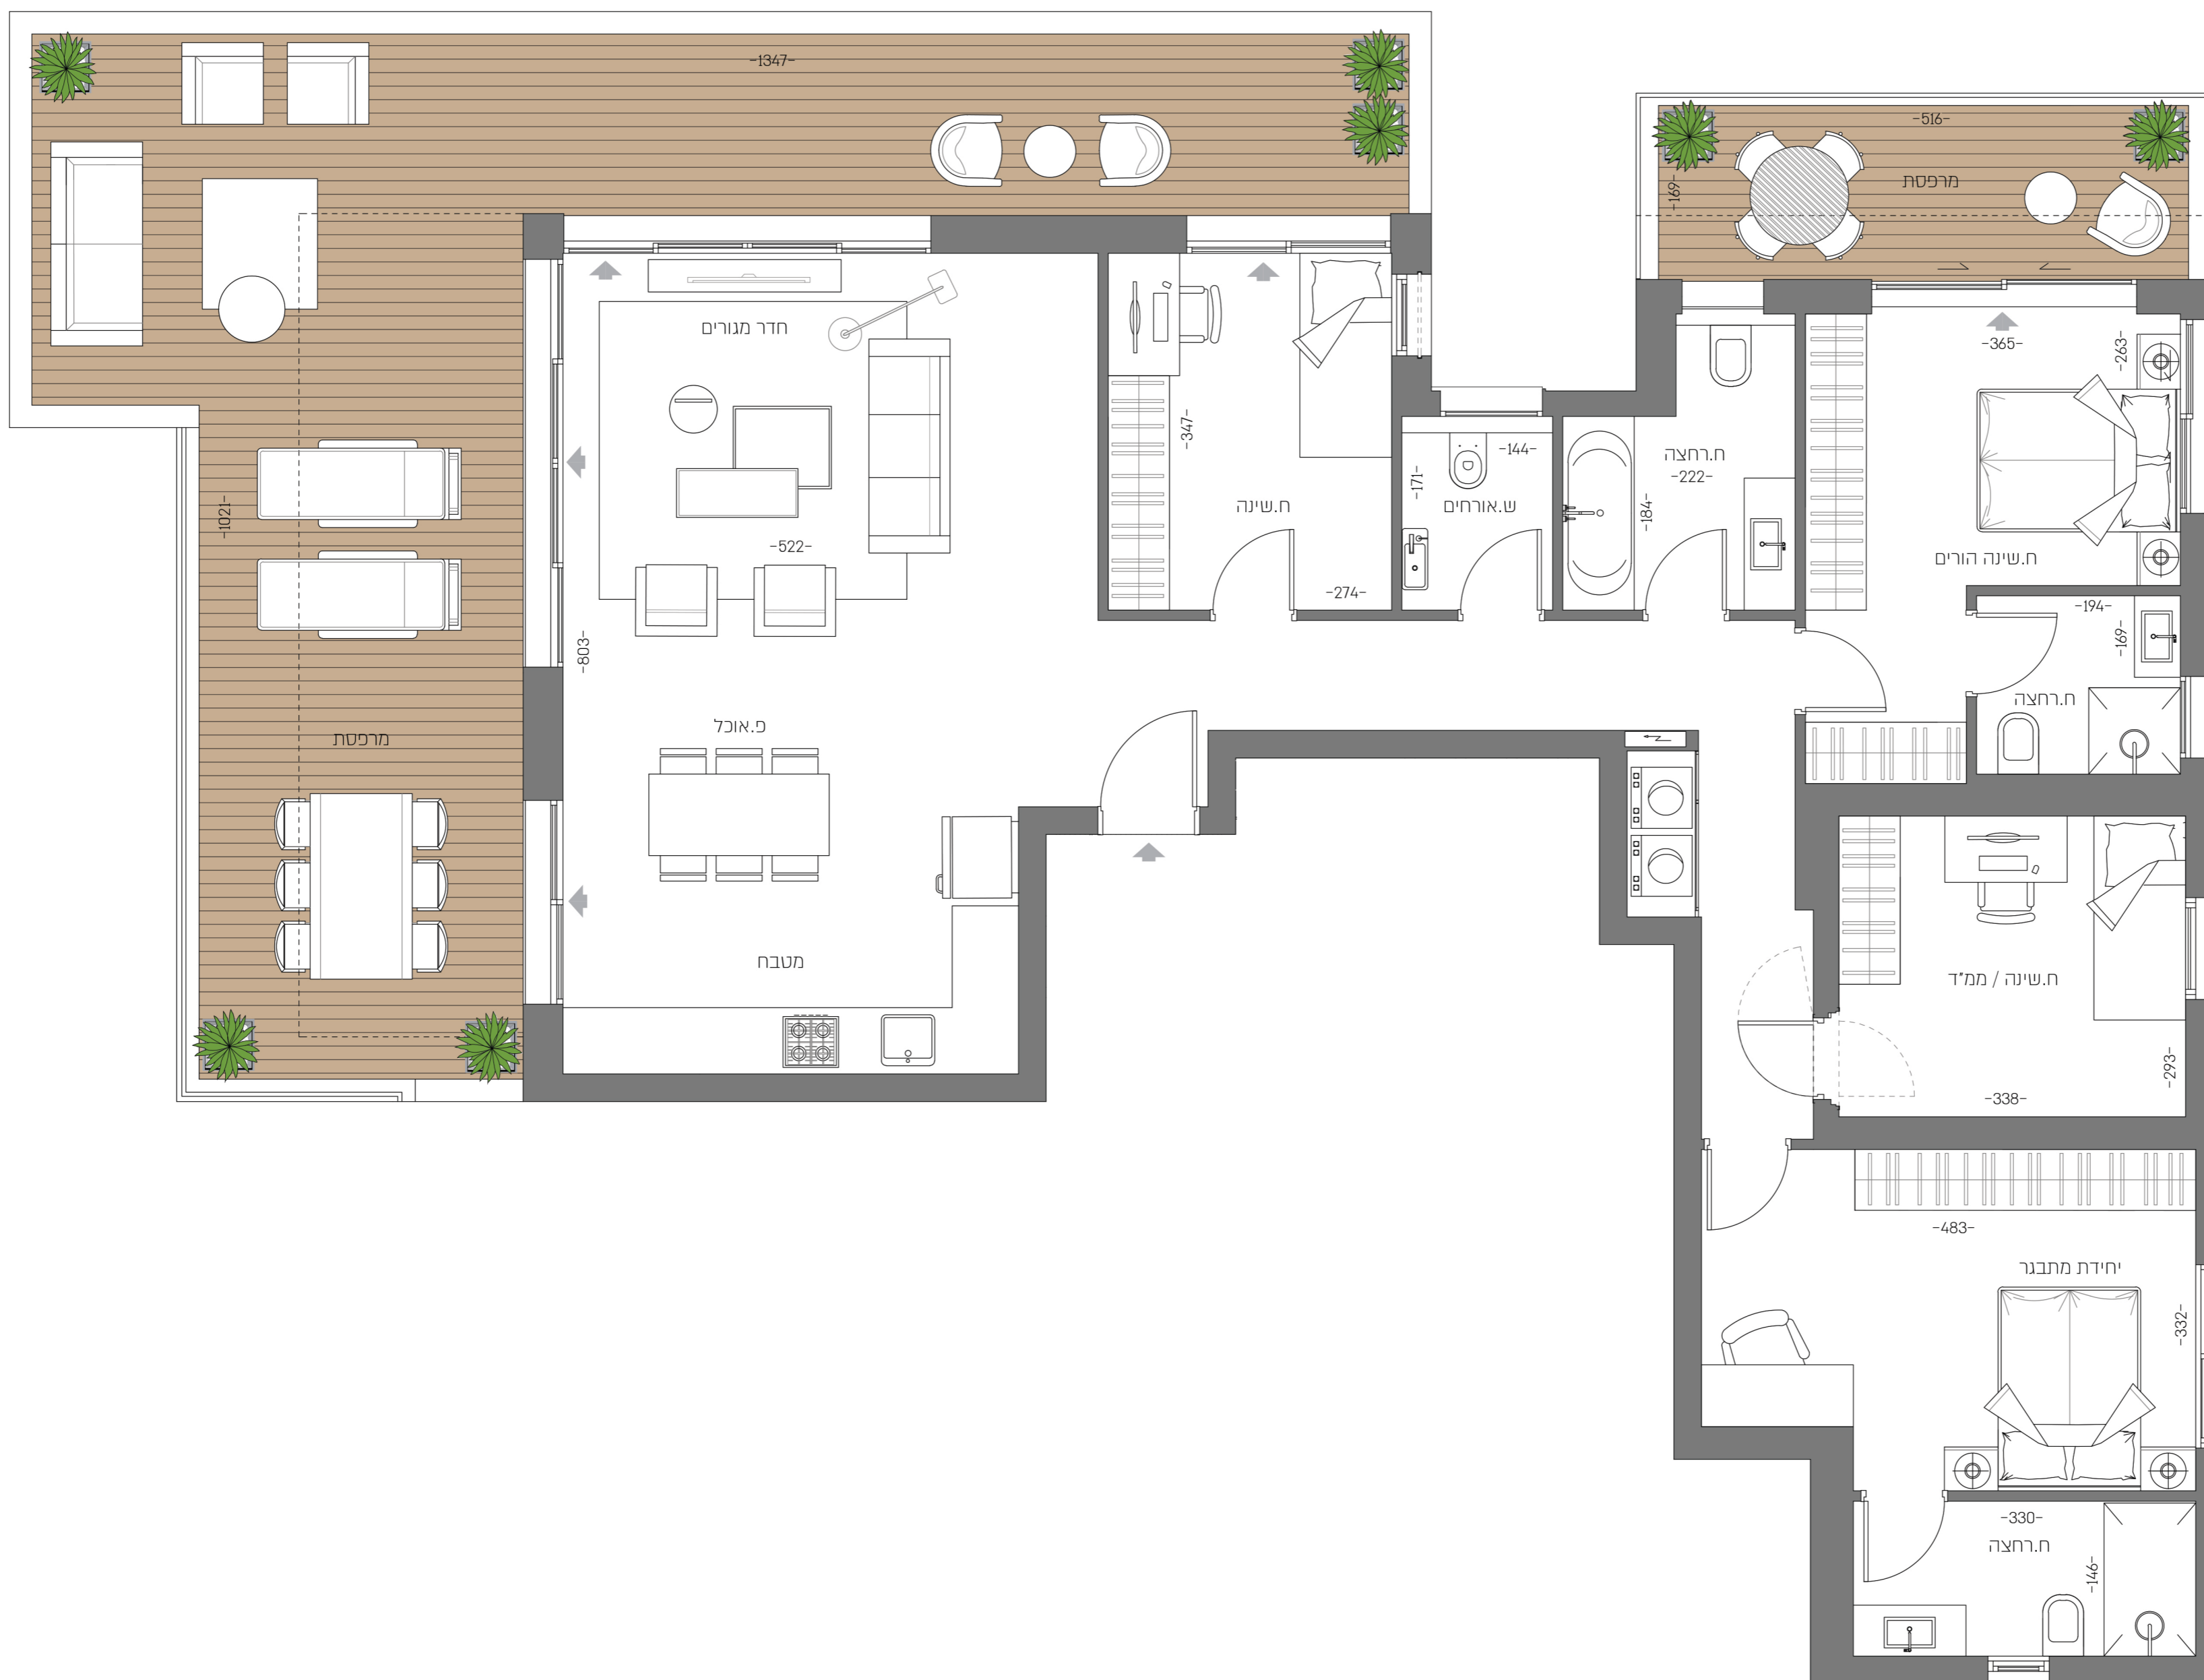 -1347-
-516-
-169-
מרפסת
חדר מגורים
-365-
-263-
-347-
-144-
-171-
ח.רחצה
-222-
-184-
ח.שינה
ש.אורחים
-1021-
-522-
ח.שינה הורים
-274-
-194-
-169-
-803-
ח.רחצה
פ.אוכל
מרפסת
מטבח
ח.שינה / ממ"ד
-293-
-338-
-483-
יחידת מתבגר
-332-
-330-
ח.רחצה
-146-